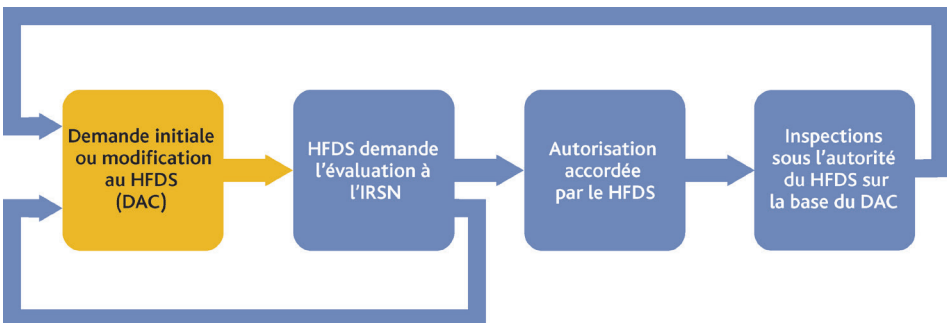 Demande initiale
ou modification
au HFDS
(DAC)
HFDS demande
l’évaluation à
l’IRSN
Autorisation
accordée
par le HFDS
Inspections
sous l’autorité
du HFDS sur
la base du DAC